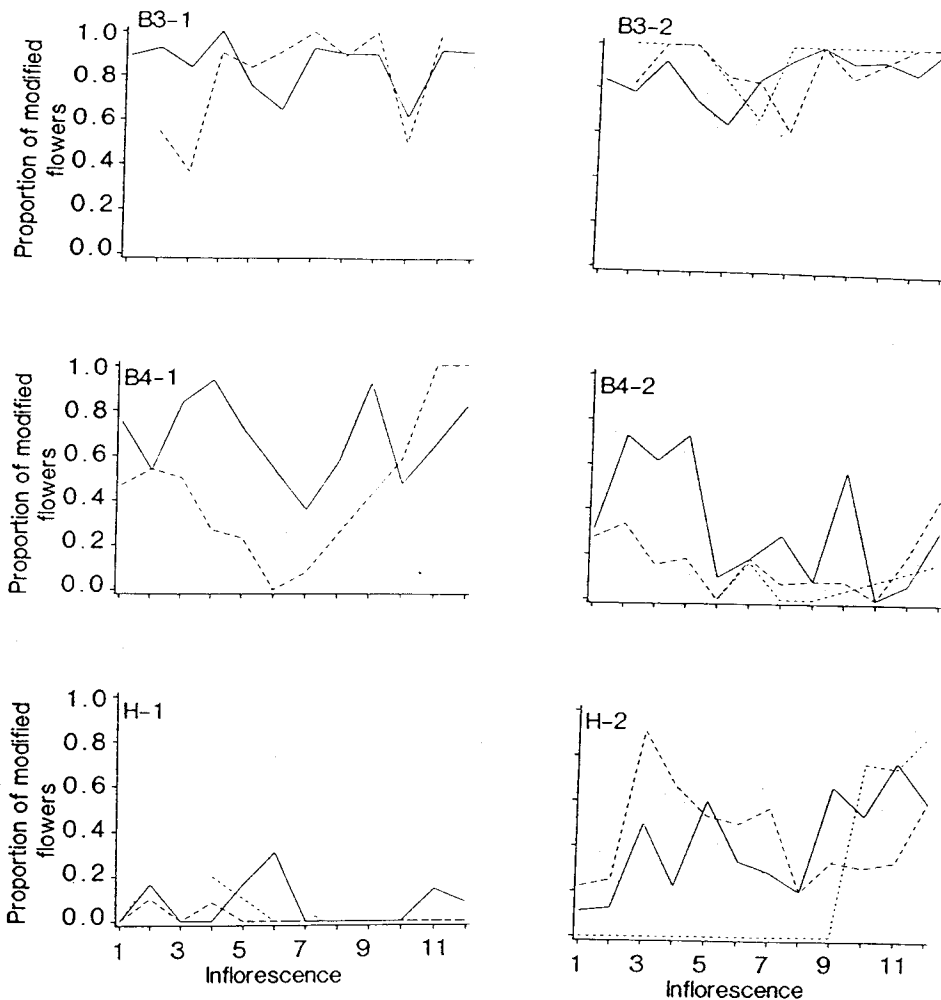 B3-1
Proportion of modified
flowers
1.0
0.8
0.6
0.4
0.2
0.0
B3-2
B4-1
Proportion of modified
flowers
1.0
0.8
0.6
0.4
0.2
0.0
B4-2
H-1
Proportion of modified
flowers
1.0
0.8
0.6
0.4
0.2
0.0
1 3 5 7 9 11
Inflorescence
H-2
1 3 5 7 9 11
Inflorescence